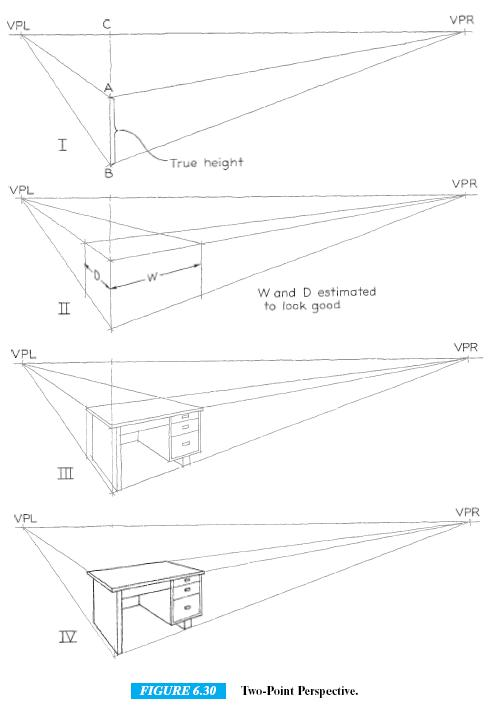 VPL
C
VPR
A
I
True height
B
VPL
VPR
D
W
II
W and D estimated
to look good
VPL
VPR
III
VPL
VPR
IV
FIGURE 6.30 Two-Point Perspective.